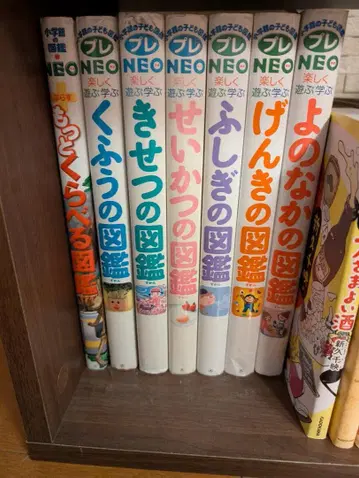 小学館の図鑑
NEO
もっとくらべる図鑑
小学館の子ども図鑑
プレNEO
楽しく遊ぶ学ぶ
くふうの図鑑
小学館の子ども図鑑
プレNEO
楽しく遊ぶ学ぶ
きせつの図鑑
小学館の子ども図鑑
プレNEO
楽しく遊ぶ学ぶ
せいかつの図鑑
小学館の子ども図鑑
プレNEO
楽しく遊ぶ学ぶ
ふしぎの図鑑
小学館の子ども図鑑
プレNEO
楽しく遊ぶ学ぶ
げんきの図鑑
小学館の子ども図鑑
プレNEO
楽しく遊ぶ学ぶ
よのなかの図鑑
よい酒
新久千映